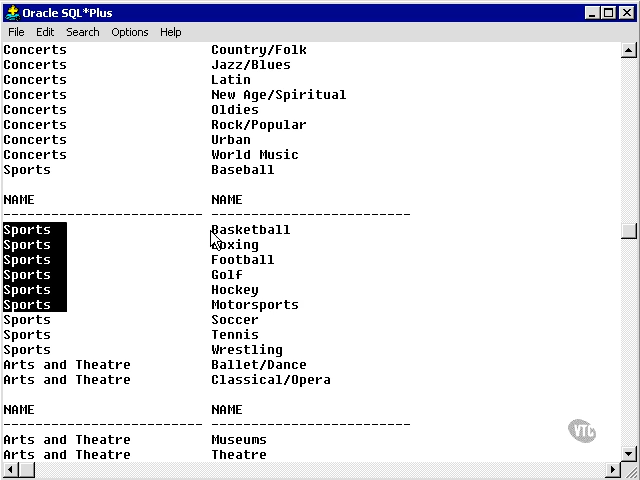 Oracle SQL*Plus
File Edit Search Options Help
Concerts Country/Folk
Concerts Jazz/Blues
Concerts Latin
Concerts New Age/Spiritual
Concerts Oldies
Concerts Rock/Popular
Concerts Urban
Concerts World Music
Sports Baseball
NAME NAME
------------------------- -------------------------
Sports Basketball
Sports Boxing
Sports Football
Sports Golf
Sports Hockey
Sports Motorsports
Sports Soccer
Sports Tennis
Sports Wrestling
Arts and Theatre Ballet/Dance
Arts and Theatre Classical/Opera
NAME NAME
------------------------- -------------------------
Arts and Theatre Museums
Arts and Theatre Theatre
VTC